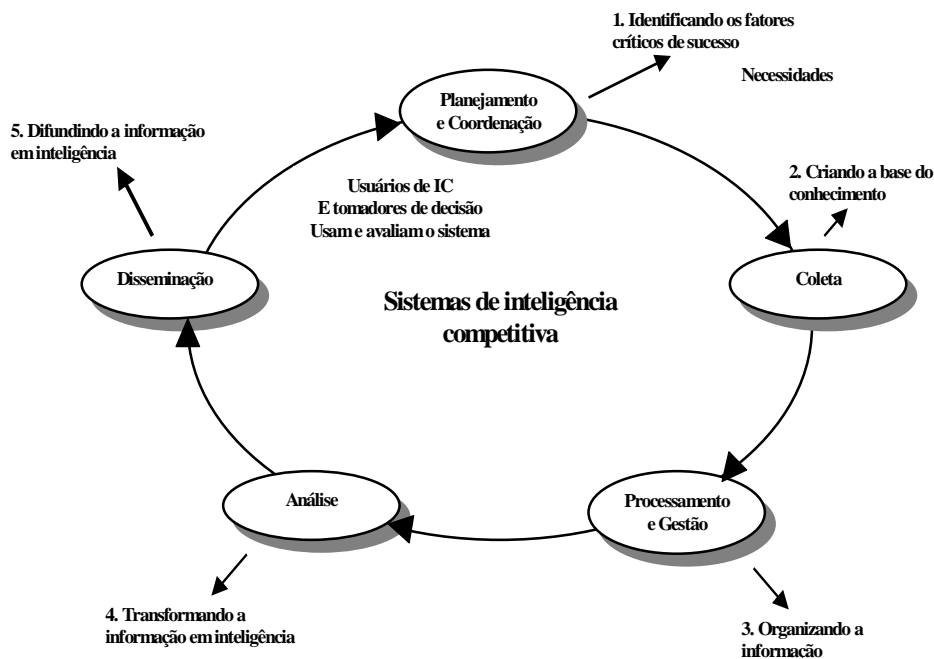 1. Identificando os fatores
críticos de sucesso
Necessidades
Planejamento
e Coordenação
5. Difundindo a informação
em inteligência
2. Criando a base do
conhecimento
Usuários de IC
E tomadores de decisão
Usam e avaliam o sistema
Disseminação
Coleta
Sistemas de inteligência
competitiva
Análise
Processamento
e Gestão
4. Transformando a
informação em inteligência
3. Organizando a
informação